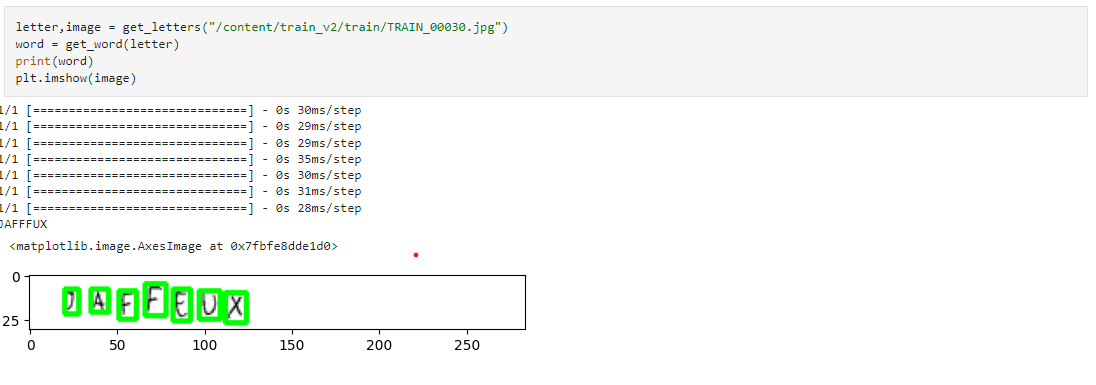 letter,image = get_letters("/content/train_v2/train/TRAIN_00030.jpg")
word = get_word(letter)
print(word)
plt.imshow(image)
1/1 [==============================] - 0s 30ms/step
1/1 [==============================] - 0s 29ms/step
1/1 [==============================] - 0s 29ms/step
1/1 [==============================] - 0s 35ms/step
1/1 [==============================] - 0s 30ms/step
1/1 [==============================] - 0s 31ms/step
1/1 [==============================] - 0s 28ms/step
JAFFFUX
<matplotlib.image.AxesImage at 0x7fbfe8dde1d0>
0
J A F F E U X
25
0 50 100 150 200 250